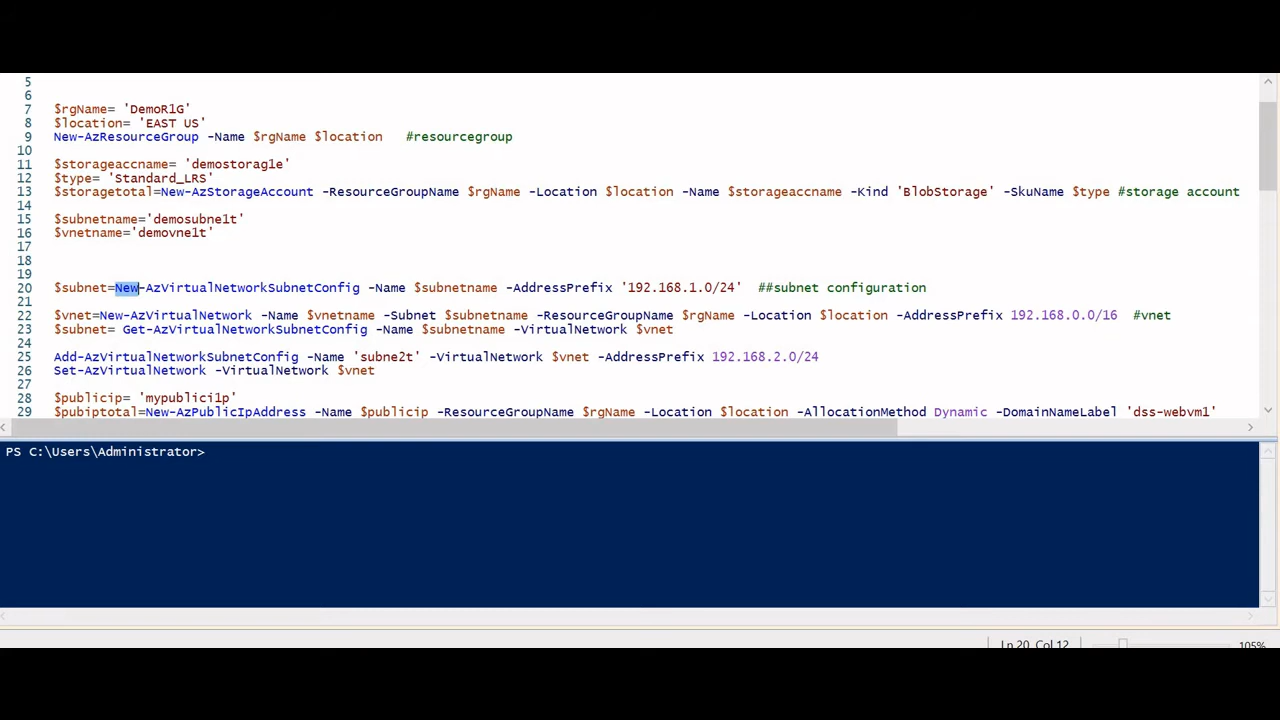 5
6
7 $rgName= 'DemoR1G'
8 $location= 'EAST US'
9 New-AzResourceGroup -Name $rgName $location #resourcegroup
10
11 $storageaccname= 'demostorag1e'
12 $type= 'Standard_LRS'
13 $storagetotal=New-AzStorageAccount -ResourceGroupName $rgName -Location $location -Name $storageaccname -Kind 'BlobStorage' -SkuName $type #storage account
14
15 $subnetname='demosubne1t'
16 $vnetname='demovne1t'
17
18
19
20 $subnet=New-AzVirtualNetworkSubnetConfig -Name $subnetname -AddressPrefix '192.168.1.0/24' ##subnet configuration
21
22 $vnet=New-AzVirtualNetwork -Name $vnetname -Subnet $subnetname -ResourceGroupName $rgName -Location $location -AddressPrefix 192.168.0.0/16 #vnet
23 $subnet= Get-AzVirtualNetworkSubnetConfig -Name $subnetname -VirtualNetwork $vnet
24
25 Add-AzVirtualNetworkSubnetConfig -Name 'subne2t' -VirtualNetwork $vnet -AddressPrefix 192.168.2.0/24
26 Set-AzVirtualNetwork -VirtualNetwork $vnet
27
28 $publicip= 'mypublici1p'
29 $pubiptotal=New-AzPublicIpAddress -Name $publicip -ResourceGroupName $rgName -Location $location -AllocationMethod Dynamic -DomainNameLabel 'dss-webvm1'
PS C:\Users\Administrator>
Ln 20 Col 12 105%